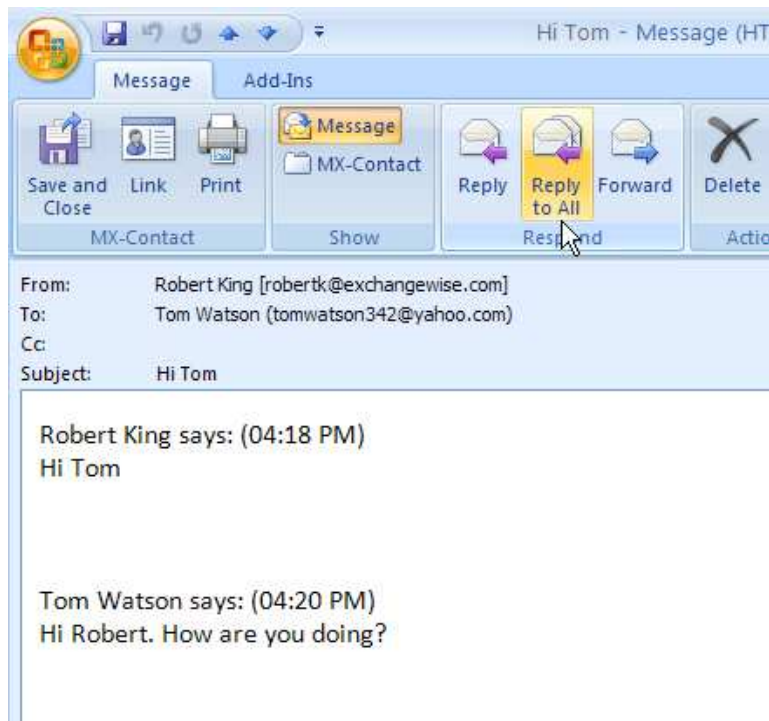 Hi Tom - Message (HT
Message Add-Ins
Save and Close Link Print
Message
MX-Contact
Reply Reply to All Forward
Delete
MX-Contact Show Respond Actio
From: Robert King [robertk@exchangewise.com]
To: Tom Watson (tomwatson342@yahoo.com)
Cc:
Subject: Hi Tom
Robert King says: (04:18 PM)
Hi Tom
Tom Watson says: (04:20 PM)
Hi Robert. How are you doing?